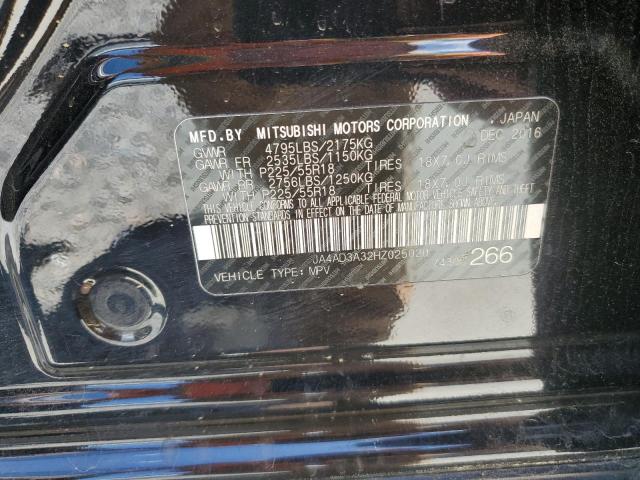 MFD.BY MITSUBISHI MOTORS CORPORATION JAPAN
GVWR 4795LBS/2175KG DEC 2016
GAWR FR 2535LBS/1150KG
WITH P225/55R18 TIRES 18X7.0J RIMS
GAWR RR 2756LBS/1250KG
WITH P225/55R18 TIRES 18X7.0J RIMS
THIS VEHICLE CONFORMS TO ALL APPLICABLE FEDERAL MOTOR VEHICLE SAFETY AND THEFT
PREVENTION STANDARDS IN EFFECT ON THE DATE OF MANUFACTURE SHOWN ABOVE.
JA4AD3A32HZ025020
266
VEHICLE TYPE: MPV